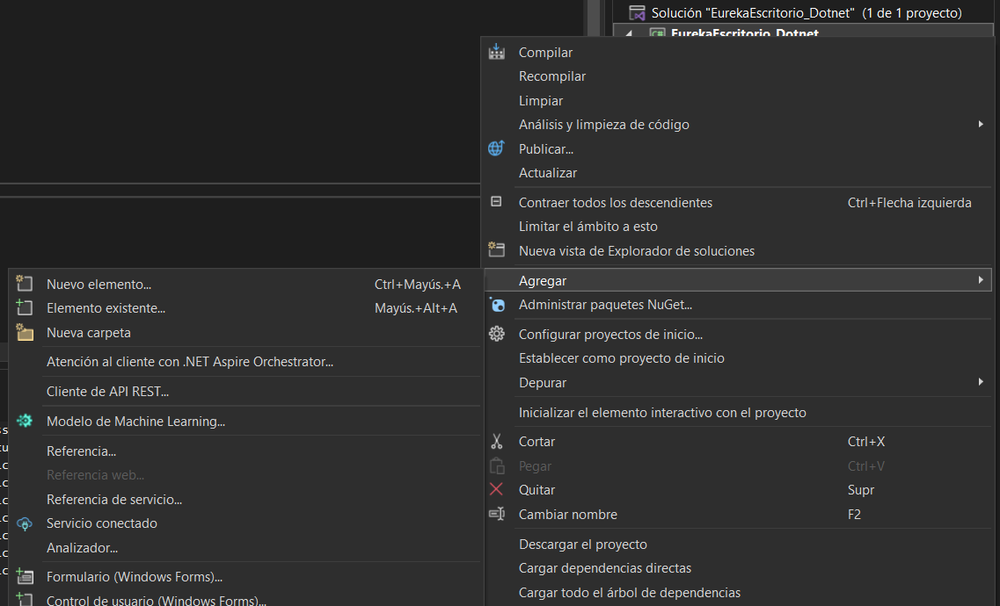 Solución "EurekaEscritorio_Dotnet" (1 de 1 proyecto)
EurekaEscritorio_Dotnet
Compilar
Recompilar
Limpiar
Análisis y limpieza de código
Publicar...
Actualizar
Contraer todos los descendientes Ctrl+Flecha izquierda
Limitar el ámbito a esto
Nueva vista de Explorador de soluciones
Agregar
Administrar paquetes NuGet...
Configurar proyectos de inicio...
Establecer como proyecto de inicio
Depurar
Inicializar el elemento interactivo con el proyecto
Cortar Ctrl+X
Pegar Ctrl+V
Quitar Supr
Cambiar nombre F2
Descargar el proyecto
Cargar dependencias directas
Cargar todo el árbol de dependencias
Nuevo elemento... Ctrl+Mayús.+A
Elemento existente... Mayús.+Alt+A
Nueva carpeta
Atención al cliente con .NET Aspire Orchestrator...
Cliente de API REST...
Modelo de Machine Learning...
Referencia...
Referencia web...
Referencia de servicio...
Servicio conectado
Analizador...
Formulario (Windows Forms)...
Control de usuario (Windows Forms)...